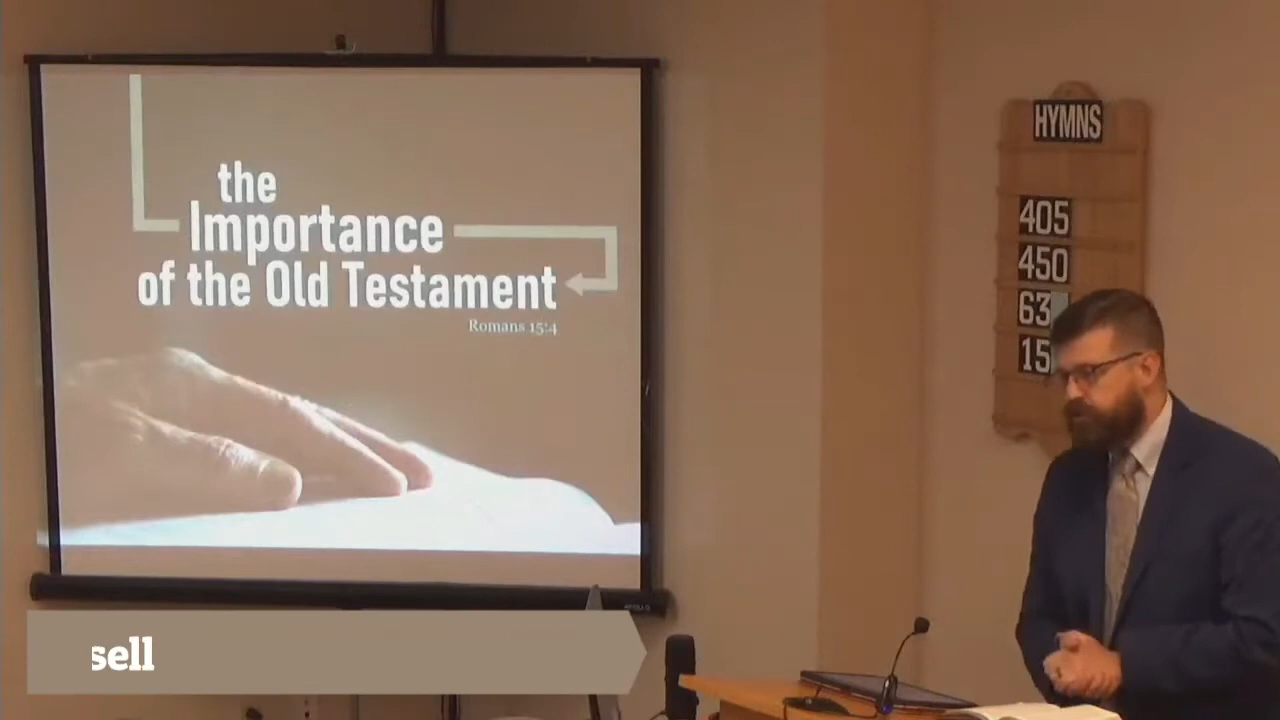 the
Importance
of the Old Testament
Romans 15:4
HYMNS
405
450
63
15
sell